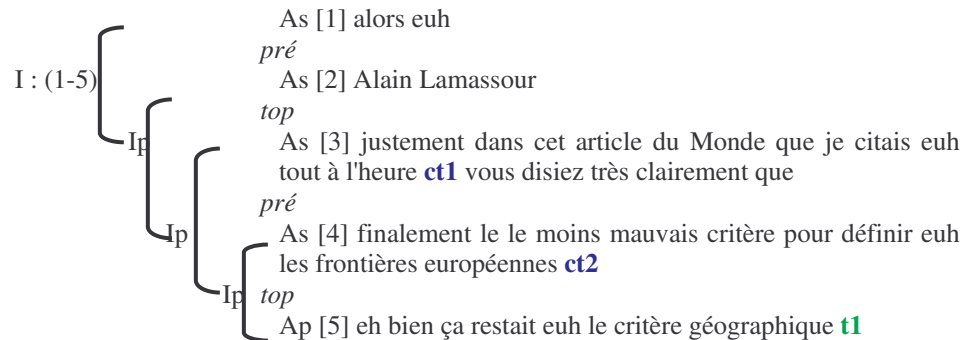 As [1] alors euh
pré
I : (1-5)
As [2] Alain Lamassour
top
Ip
As [3] justement dans cet article du Monde que je citais euh
tout à l'heure ct1 vous disiez très clairement que
pré
Ip
As [4] finalement le le moins mauvais critère pour définir euh
les frontières européennes ct2
Ip top
Ap [5] eh bien ça restait euh le critère géographique t1